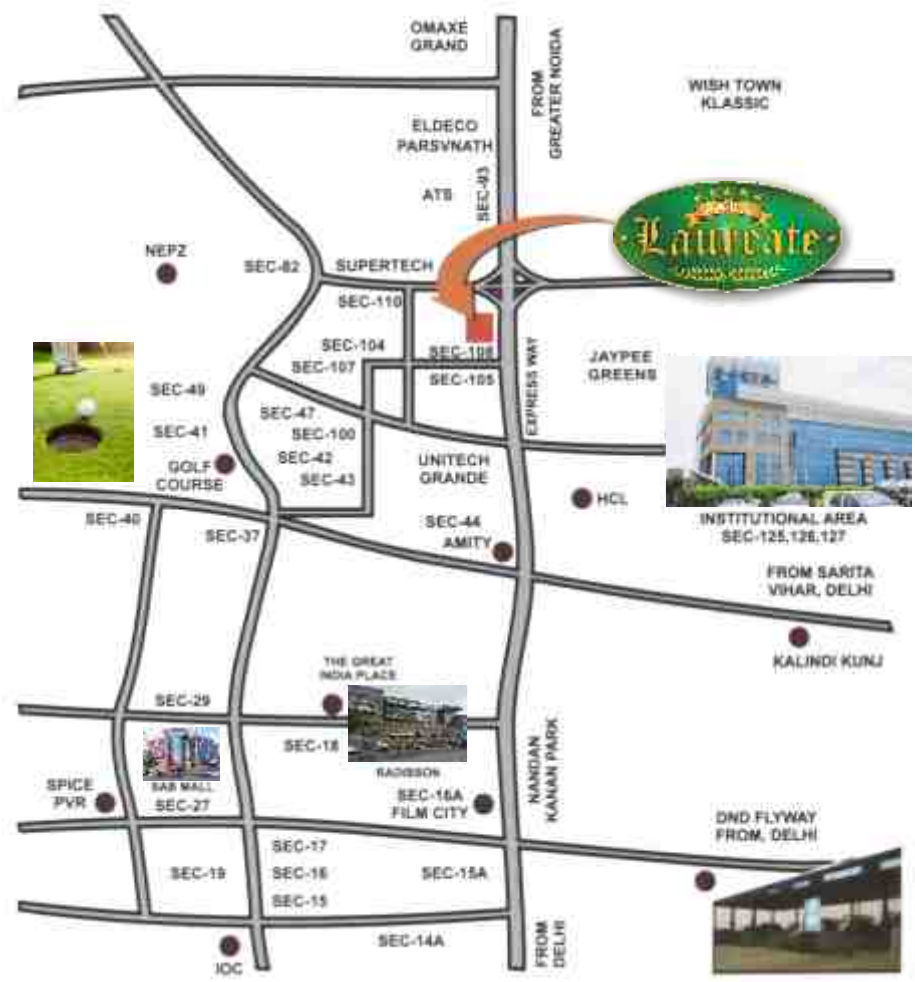 OMAXE
GRAND
FROM
GREATER NOIDA
WISH TOWN
KLASSIC
ELDECO
PARSVNATH
ATS
SEC-93
Laureate
NEPZ
SEC-82
SUPERTECH
SEC-110
SEC-104
SEC-107
SEC-108
SEC-105
EXPRESS WAY
JAYPEE
GREENS
SEC-49
SEC-41
SEC-47
SEC-100
SEC-42
SEC-43
GOLF
COURSE
UNITECH
GRANDE
HCL
SEC-40
SEC-37
SEC-44
AMITY
INSTITUTIONAL AREA
SEC-125,126,127
FROM SARITA
VIHAR, DELHI
KALINDI KUNJ
THE GREAT
INDIA PLACE
SEC-29
SEC-18
RADISSON
NANDAN
KANAN PARK
SPICE
PVR
SAB MALL
SEC-27
SEC-16A
FILM CITY
DND FLYWAY
FROM, DELHI
SEC-17
SEC-19
SEC-16
SEC-15A
SEC-15
SEC-14A
FROM
DELHI
IOC